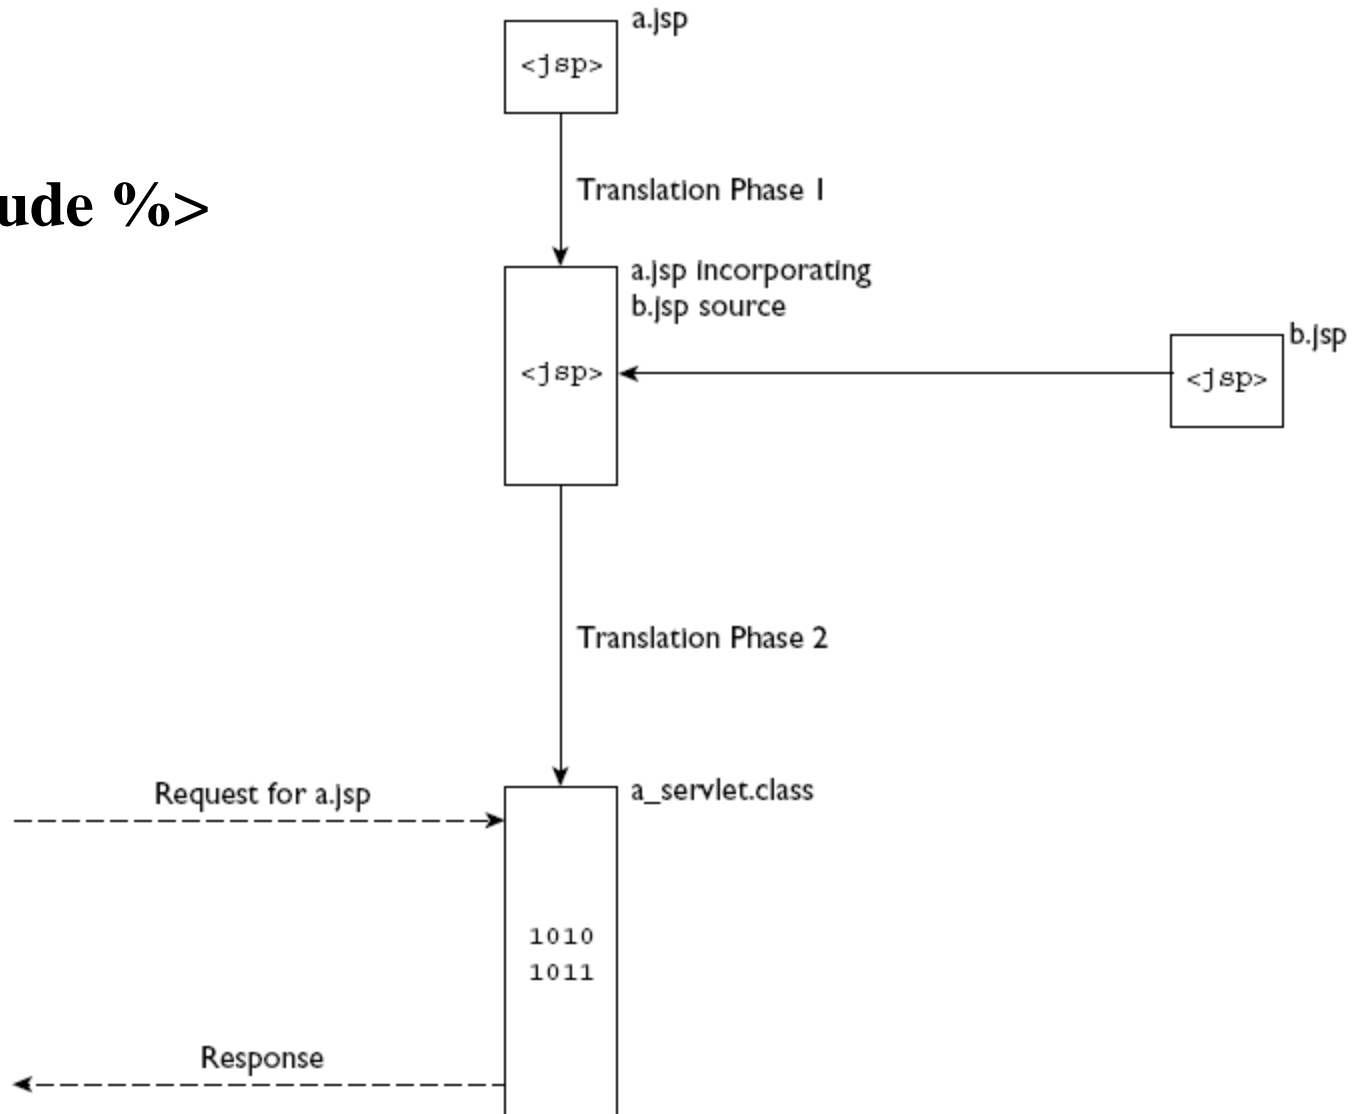 a.jsp
<jsp>
Translation Phase 1
ude %>
a.jsp incorporating
b.jsp source
<jsp>
b.jsp
<jsp>
Translation Phase 2
Request for a.jsp
a_servlet.class
1010
1011
Response